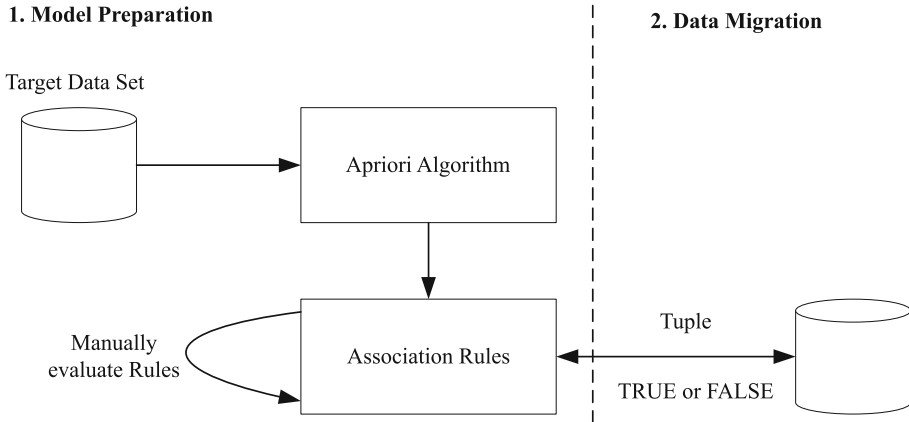 1. Model Preparation
2. Data Migration
Target Data Set
Apriori Algorithm
Manually
evaluate Rules
Association Rules
Tuple
TRUE or FALSE